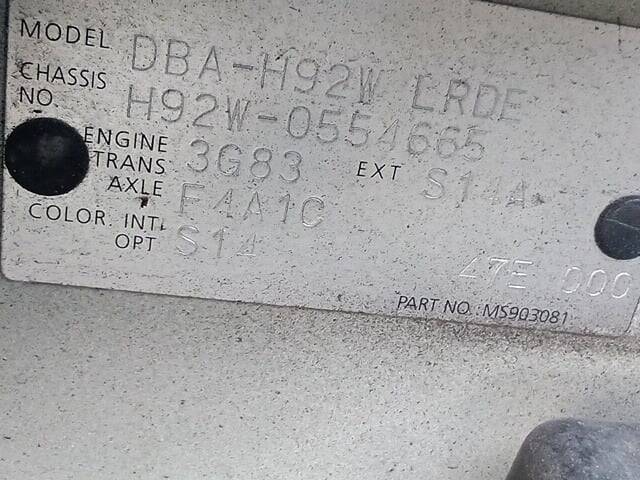 MODEL DBA-H92W LRDE
CHASSIS NO. H92W-0554665
ENGINE 3G83 EXT S14A
TRANS AXLE F4A1C
COLOR. INT. OPT S14
47E 000
PART NO. MS903081